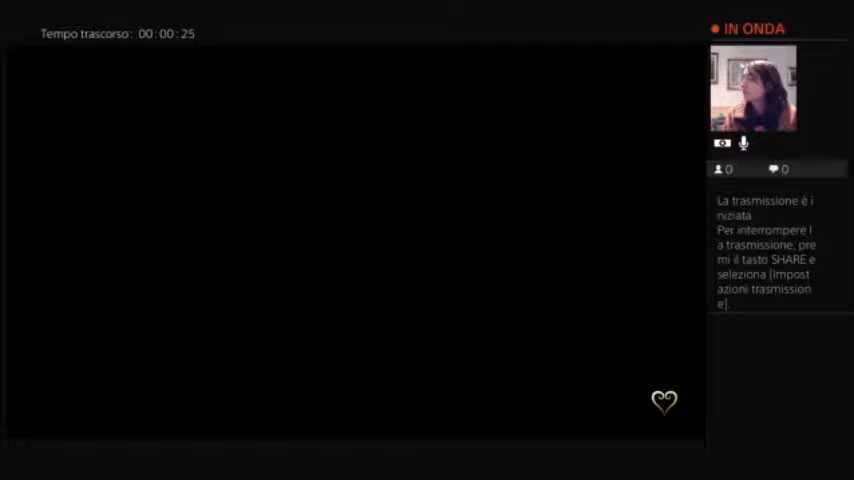 Tempo trascorso: 00:00:25
IN ONDA
0 0
La trasmissione è i
niziata
Per interrompere l
a trasmissione, pre
mi il tasto SHARE e
seleziona [Impost
azioni trasmission
e].